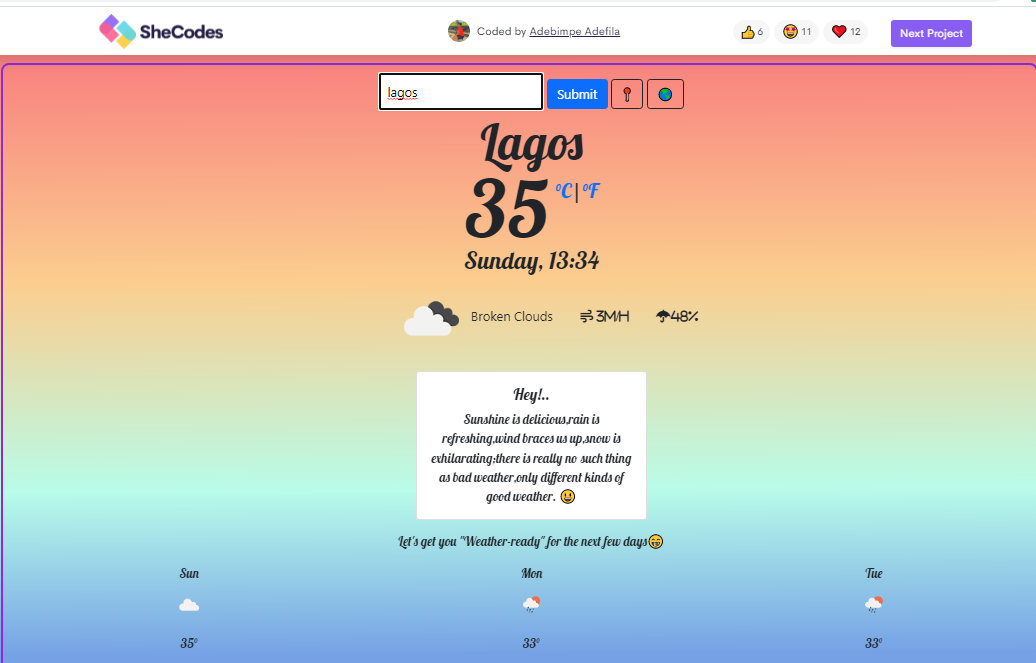 SheCodes
Coded by Adebimpe Adefila
6
11
12
Next Project
lagos
Submit
Lagos
35 °C|°F
Sunday, 13:34
Broken Clouds
3M/H
48%
Hey!..
Sunshine is delicious,rain is
refreshing,wind braces us up,snow is
exhilarating;there is really no such thing
as bad weather,only different kinds of
good weather. 😃
Let's get you "Weather-ready" for the next few days😁
Sun
Mon
Tue
35°
33°
33°